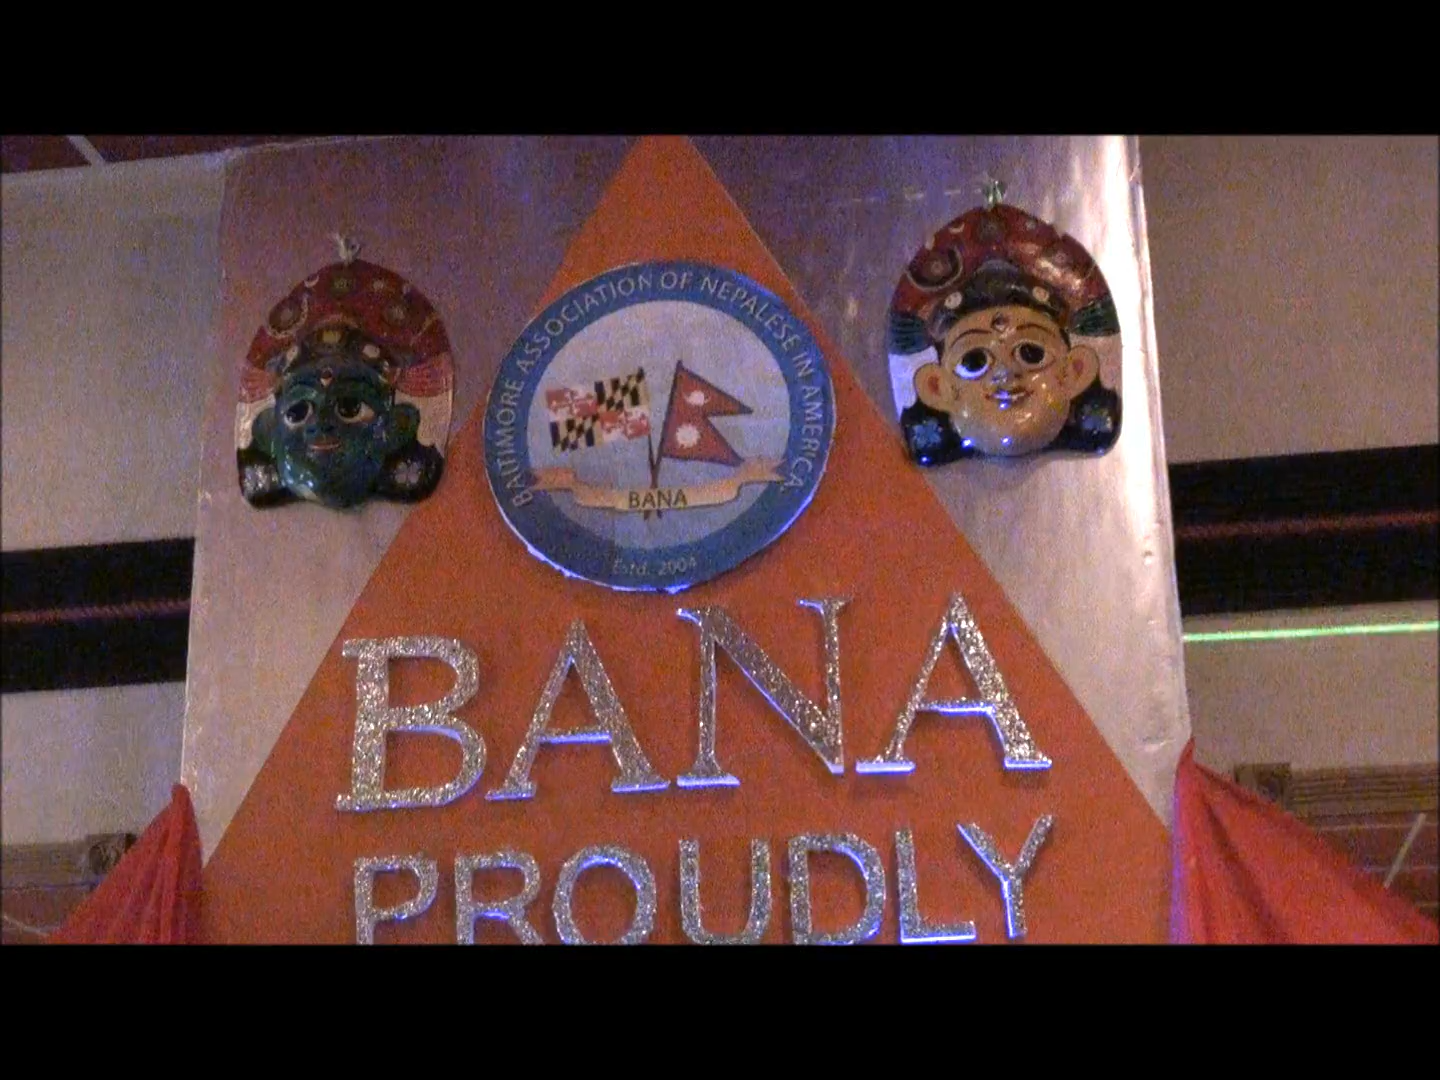 BALTIMORE ASSOCIATION OF NEPALESE IN AMERICA
BANA
Estd. 2004
BANA
PROUDLY